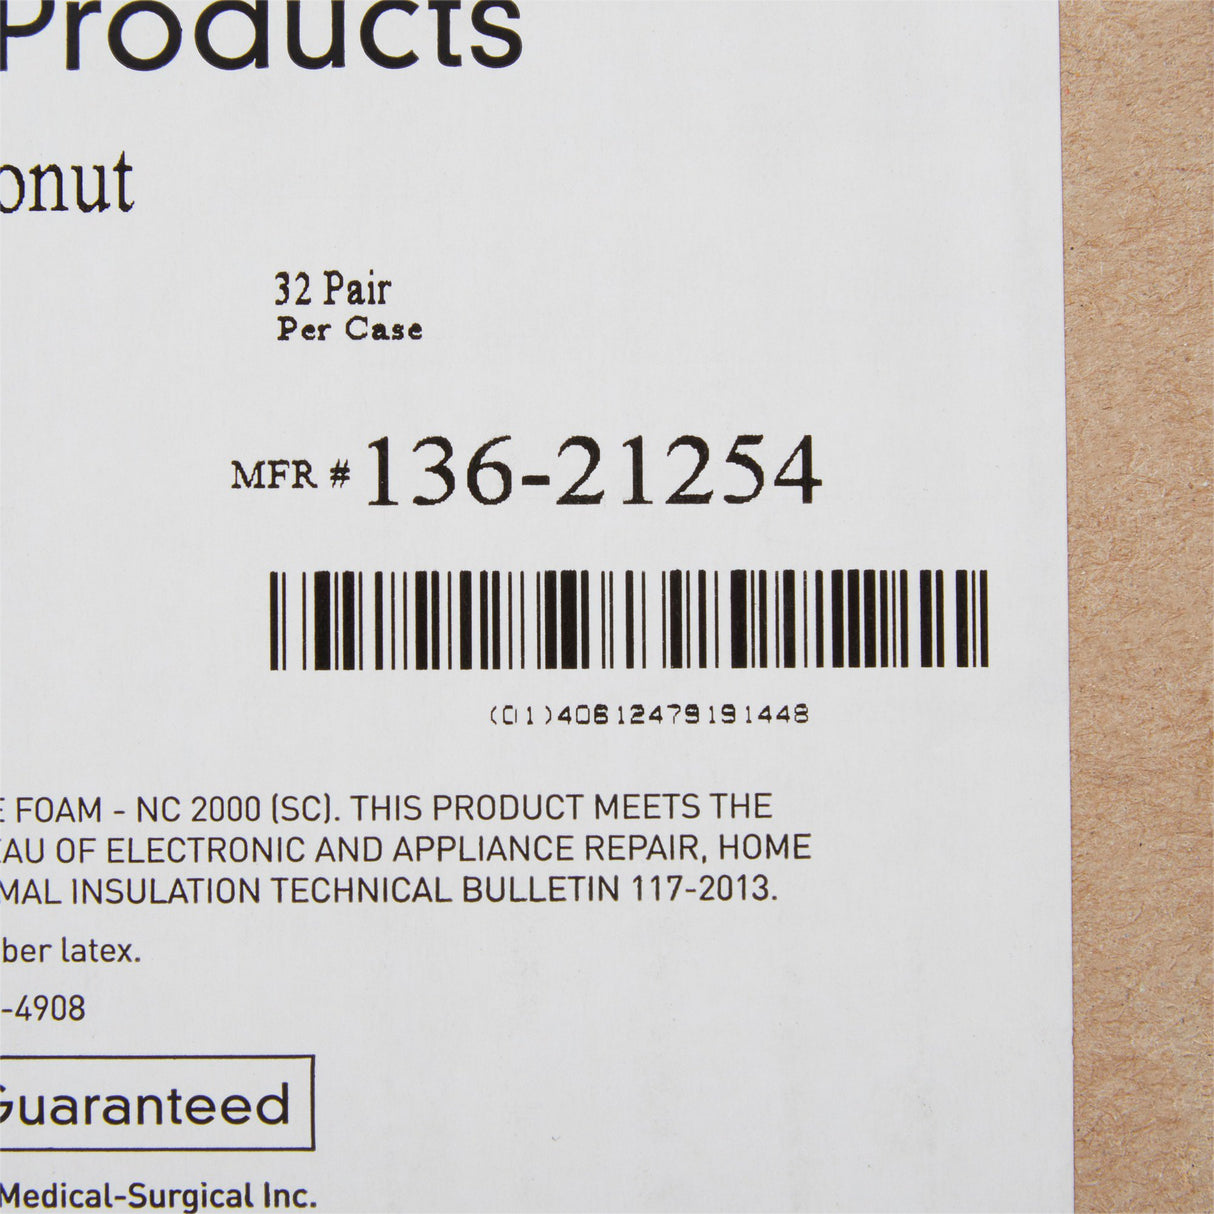 Products
onut
32 Pair
Per Case
MFR # 136-21254
(01)40612479191448
E FOAM - NC 2000 (SC). THIS PRODUCT MEETS THE
EAU OF ELECTRONIC AND APPLIANCE REPAIR, HOME
MAL INSULATION TECHNICAL BULLETIN 117-2013.
ber latex.
-4908
Guaranteed
Medical-Surgical Inc.